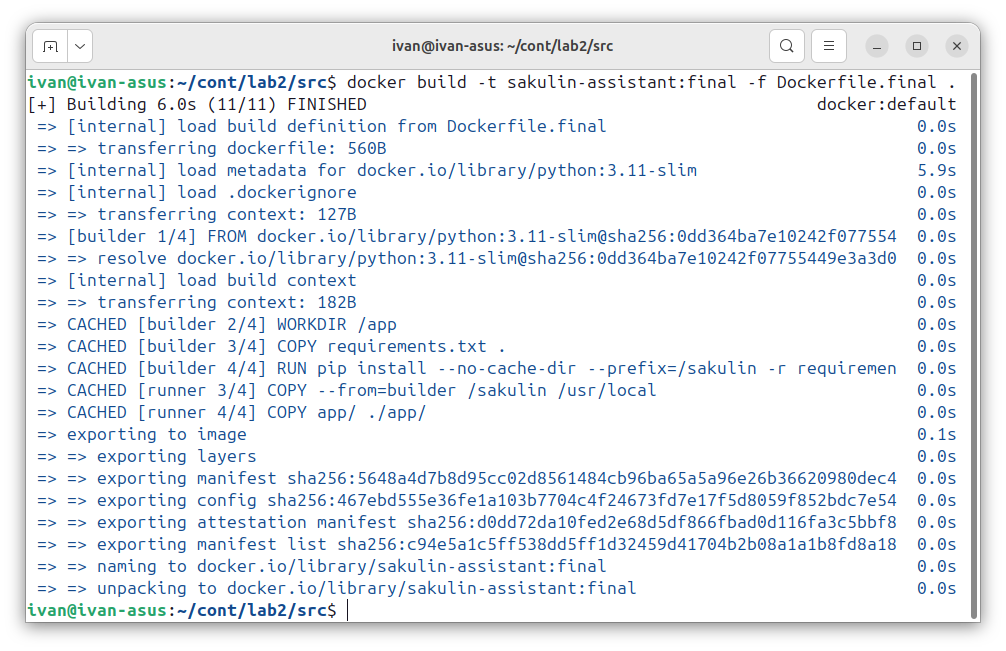 ivan@ivan-asus: ~/cont/lab2/src
ivan@ivan-asus:~/cont/lab2/src$ docker build -t sakulin-assistant:final -f Dockerfile.final .
[+] Building 6.0s (11/11) FINISHED docker:default
=> [internal] load build definition from Dockerfile.final 0.0s
=> => transferring dockerfile: 560B 0.0s
=> [internal] load metadata for docker.io/library/python:3.11-slim 5.9s
=> [internal] load .dockerignore 0.0s
=> => transferring context: 127B 0.0s
=> [builder 1/4] FROM docker.io/library/python:3.11-slim@sha256:0dd364ba7e10242f077554 0.0s
=> => resolve docker.io/library/python:3.11-slim@sha256:0dd364ba7e10242f07755449e3a3d0 0.0s
=> [internal] load build context 0.0s
=> => transferring context: 182B 0.0s
=> CACHED [builder 2/4] WORKDIR /app 0.0s
=> CACHED [builder 3/4] COPY requirements.txt . 0.0s
=> CACHED [builder 4/4] RUN pip install --no-cache-dir --prefix=/sakulin -r requiremen 0.0s
=> CACHED [runner 3/4] COPY --from=builder /sakulin /usr/local 0.0s
=> CACHED [runner 4/4] COPY app/ ./app/ 0.0s
=> exporting to image 0.1s
=> => exporting layers 0.0s
=> => exporting manifest sha256:5648a4d7b8d95cc02d8561484cb96ba65a5a96e26b36620980dec4 0.0s
=> => exporting config sha256:467ebd555e36fe1a103b7704c4f24673fd7e17f5d8059f852bdc7e54 0.0s
=> => exporting attestation manifest sha256:d0dd72da10fed2e68d5df866fbad0d116fa3c5bbf8 0.0s
=> => exporting manifest list sha256:c94e5a1c5ff538dd5ff1d32459d41704b2b08a1a1b8fd8a18 0.0s
=> => naming to docker.io/library/sakulin-assistant:final 0.0s
=> => unpacking to docker.io/library/sakulin-assistant:final 0.0s
ivan@ivan-asus:~/cont/lab2/src$